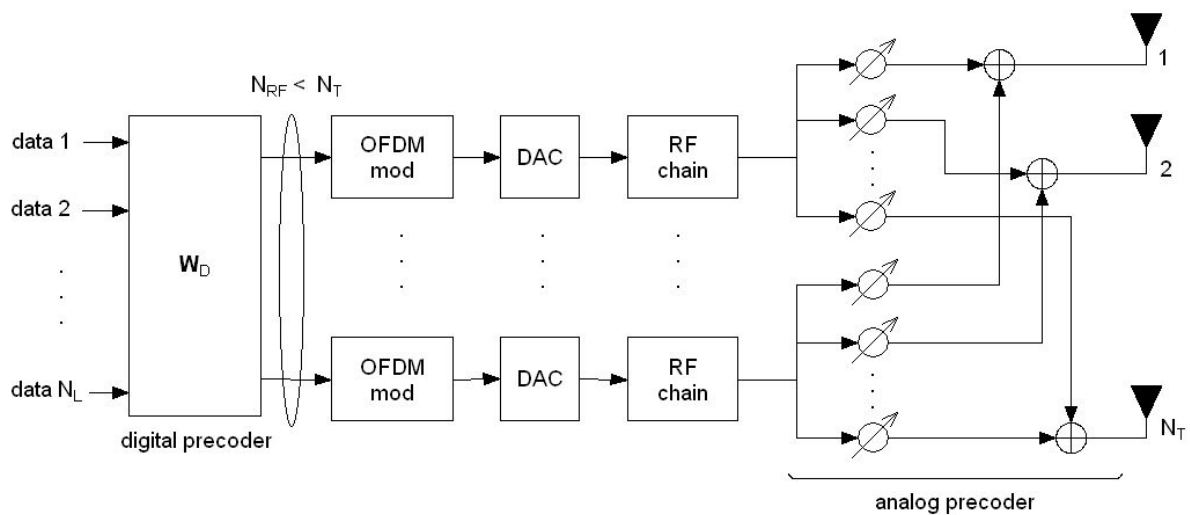 N_RF < N_T
data 1
data 2
data N_L
W_D
digital precoder
OFDM mod
DAC
RF chain
OFDM mod
DAC
RF chain
1
2
N_T
analog precoder